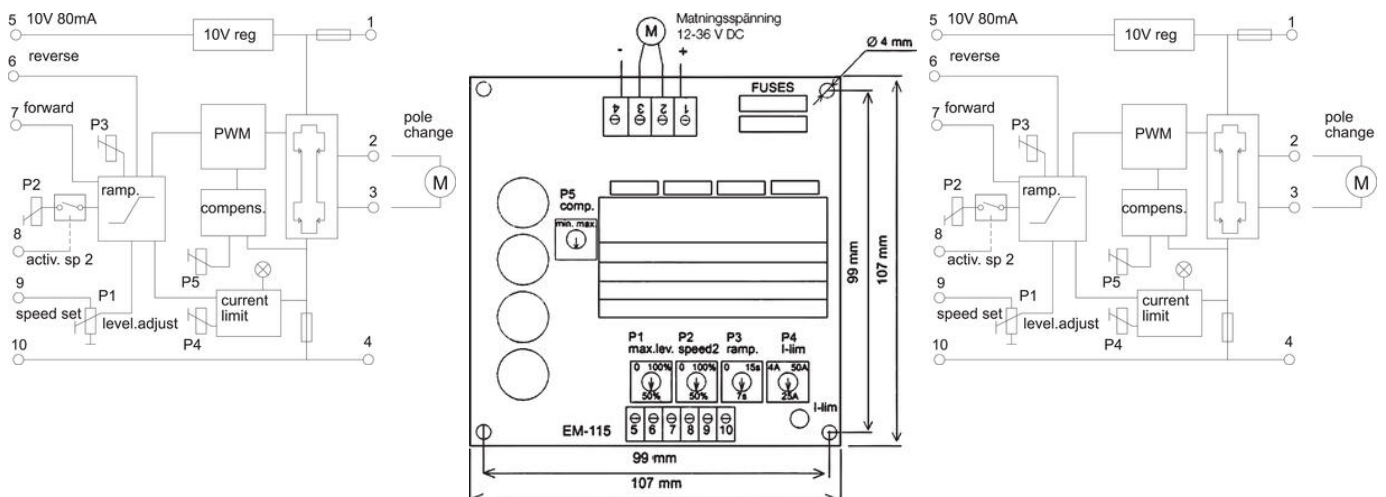 5 10V 80mA
10V reg
1
6 reverse
7 forward
P3
PWM
2
pole
change
M
3
P2
ramp.
compens.
8
activ. sp 2
P5
9
speed set
P1
level.adjust
current
limit
P4
10
4
Matningsspänning
12-36 V DC
M
- +
Ø 4 mm
4 3 2 1
FUSES
P5
comp.
min. max.
99 mm
107 mm
P1 P2 P3 P4
max.lev. speed2 ramp. I-lim
0 100% 0 100% 0 15s 4A 50A
50% 50% 7s 25A
I-lim
EM-115
5 6 7 8 9 10
99 mm
107 mm
5 10V 80mA
10V reg
1
6 reverse
7 forward
P3
PWM
2
pole
change
M
3
P2
ramp.
compens.
8
activ. sp 2
P5
9
speed set
P1
level.adjust
current
limit
P4
10
4